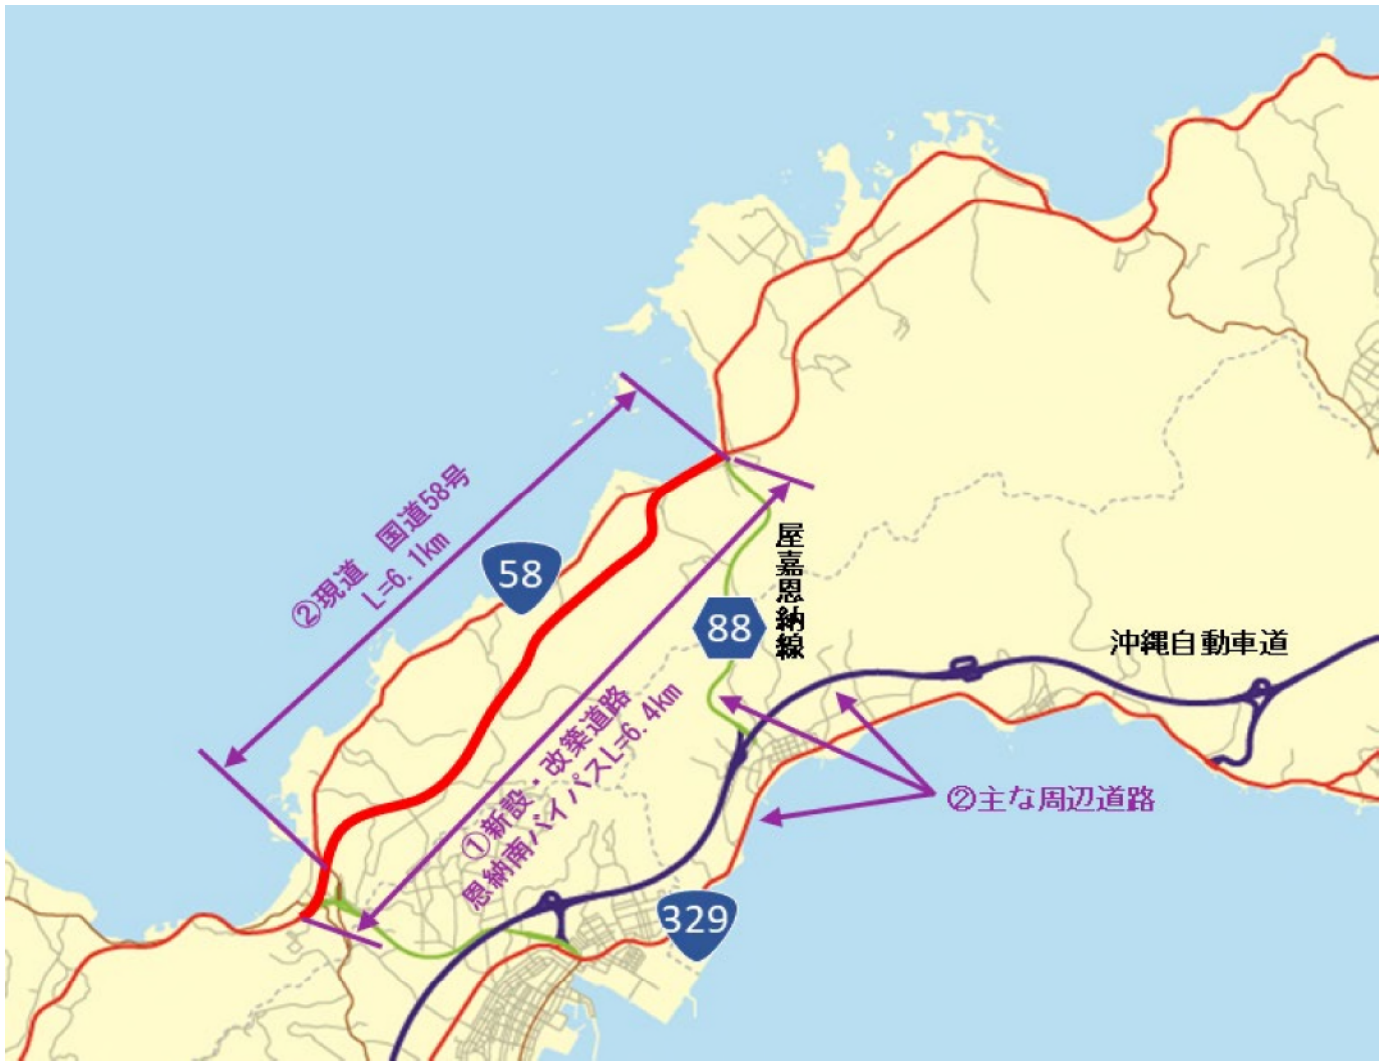 ②現道　国道58号
L=6.1km
58
屋嘉恩納線
88
沖縄自動車道
①新設・改築道路
恩納南バイパスL=6.4km
②主な周辺道路
329